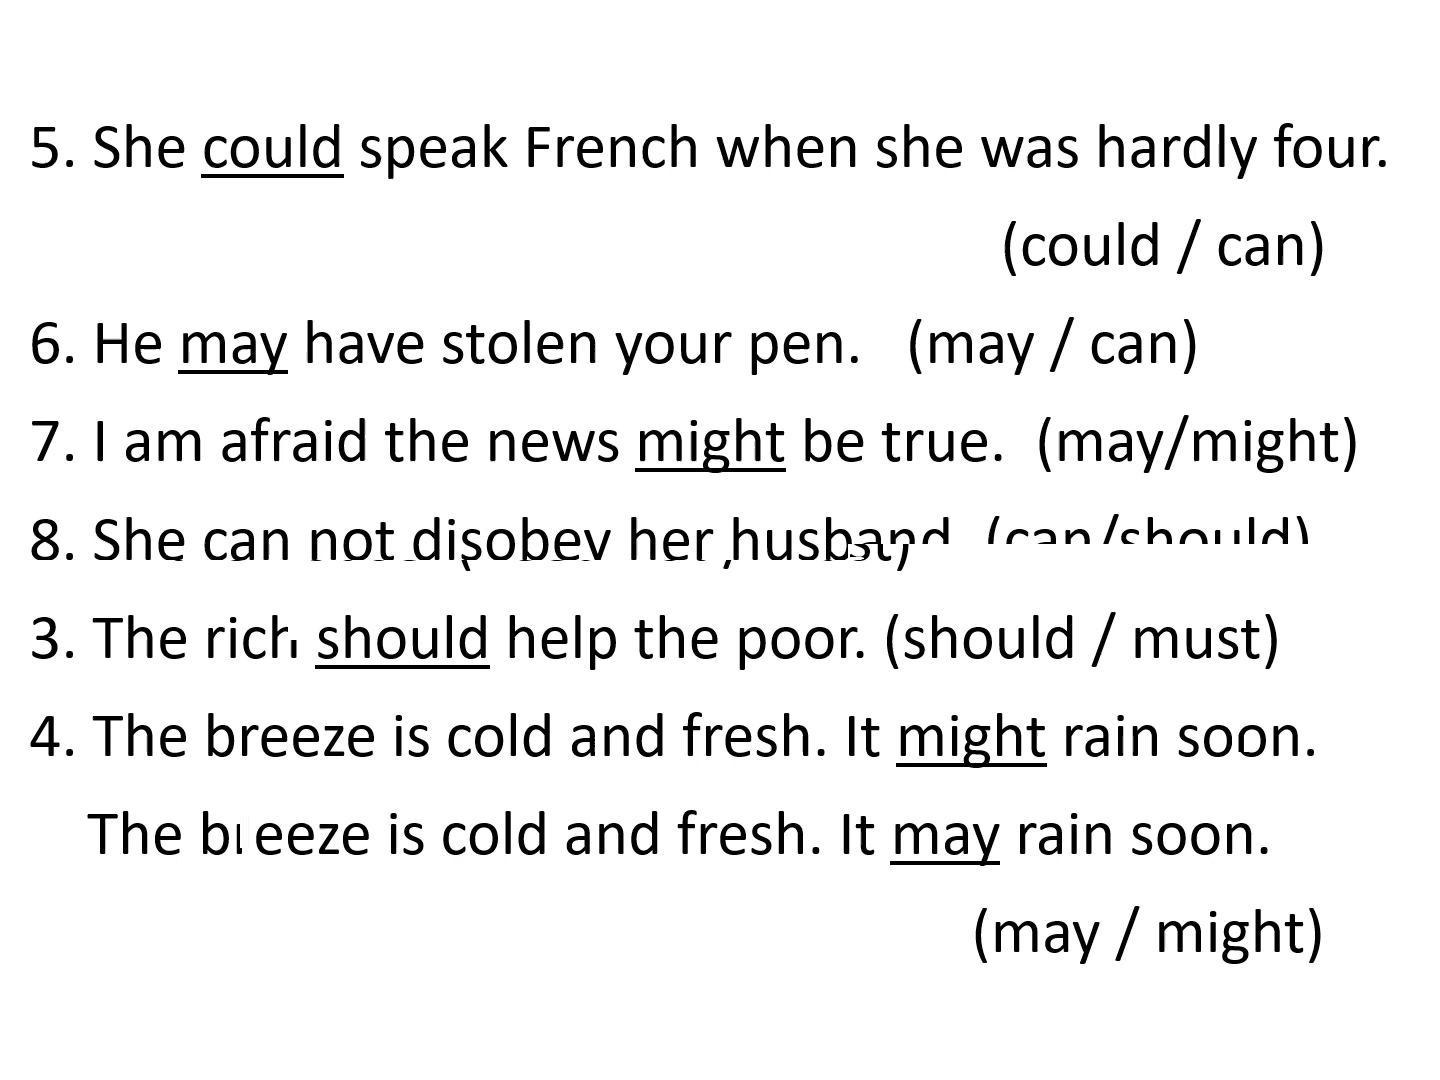 5. She could speak French when she was hardly four.
(could / can)
6. He may have stolen your pen. (may / can)
7. I am afraid the news might be true. (may/might)
8. She can not disobey her husband. (can/should)
3. The rich should help the poor. (should / must)
4. The breeze is cold and fresh. It might rain soon.
The breeze is cold and fresh. It may rain soon.
(may / might)